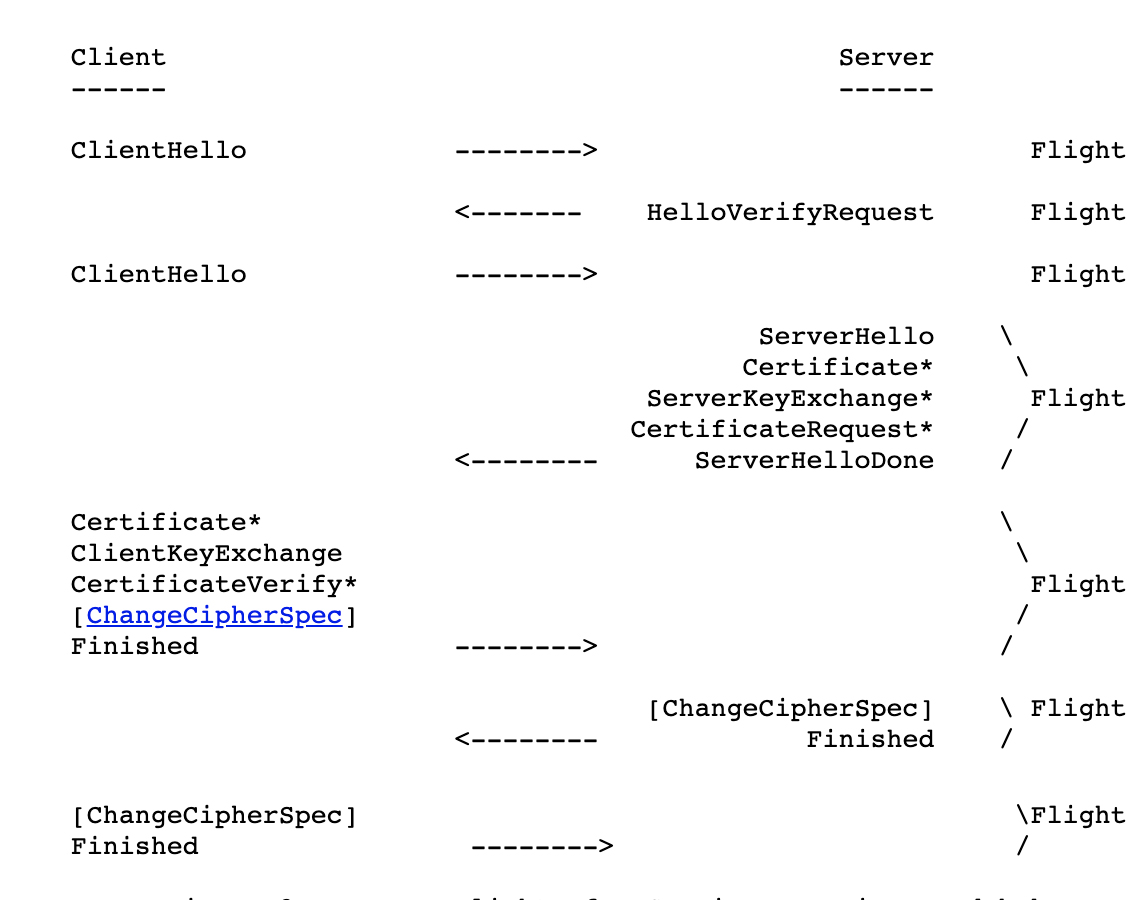 Client                                          Server
------                                          ------
ClientHello             -------->                           Flight
                        <-------    HelloVerifyRequest      Flight
ClientHello             -------->                           Flight
                                           ServerHello    \
                                          Certificate*     \
                                    ServerKeyExchange*      Flight
                                   CertificateRequest*     /
                        <--------      ServerHelloDone    /
Certificate*                                              \
ClientKeyExchange                                          \
CertificateVerify*                                          Flight
[ChangeCipherSpec]                                         /
Finished                -------->                         /
                                    [ChangeCipherSpec]    \ Flight
                        <--------             Finished    /
[ChangeCipherSpec]                                         \Flight
Finished                 -------->                         /